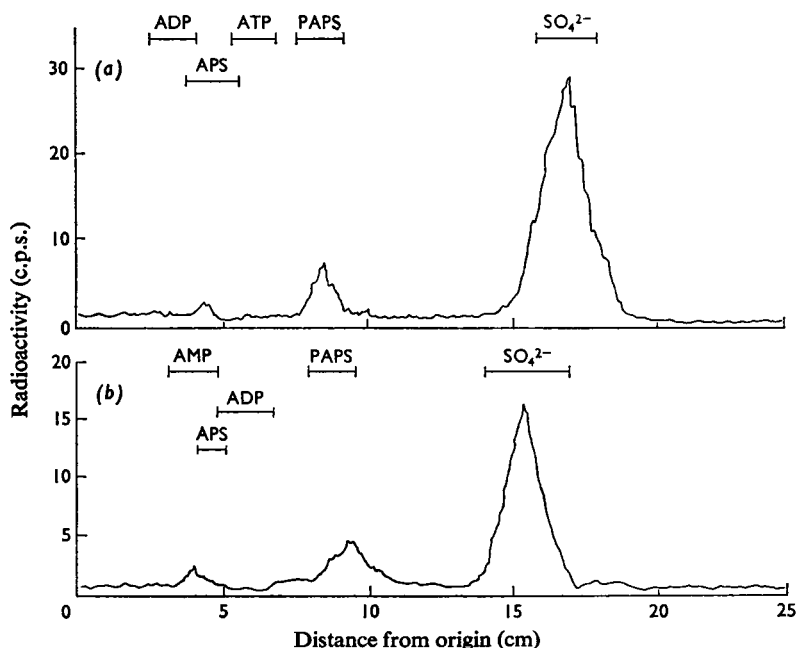 ADP ATP PAPS SO₄²⁻
(a)
APS
30
20
10
0
AMP PAPS SO₄²⁻
(b)
ADP
APS
20
15
10
5
0 5 10 15 20 25
Radioactivity (c.p.s.)
Distance from origin (cm)